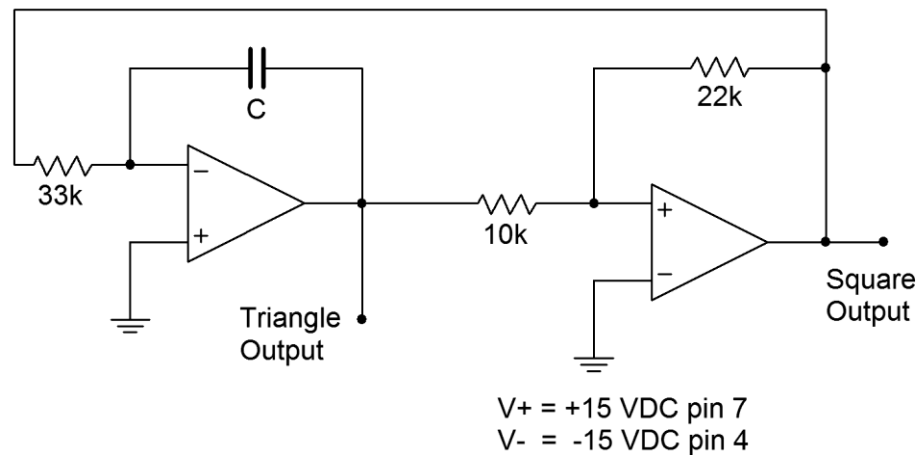 C
22k
33k
−
+
10k
+
−
Triangle
Output
Square
Output
V+ = +15 VDC pin 7
V- = -15 VDC pin 4